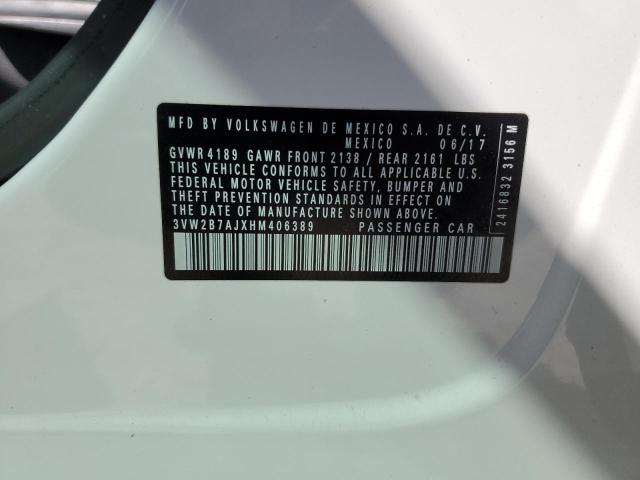 MFD BY VOLKSWAGEN DE MEXICO S.A. DE C.V.
MEXICO 06/17
GVWR 4189 GAWR FRONT 2138 / REAR 2161 LBS
THIS VEHICLE CONFORMS TO ALL APPLICABLE U.S.
FEDERAL MOTOR VEHICLE SAFETY, BUMPER AND
THEFT PREVENTION STANDARDS IN EFFECT ON
THE DATE OF MANUFACTURE SHOWN ABOVE.
3VW2B7AJXHM406389 PASSENGER CAR
2416832 3156 M